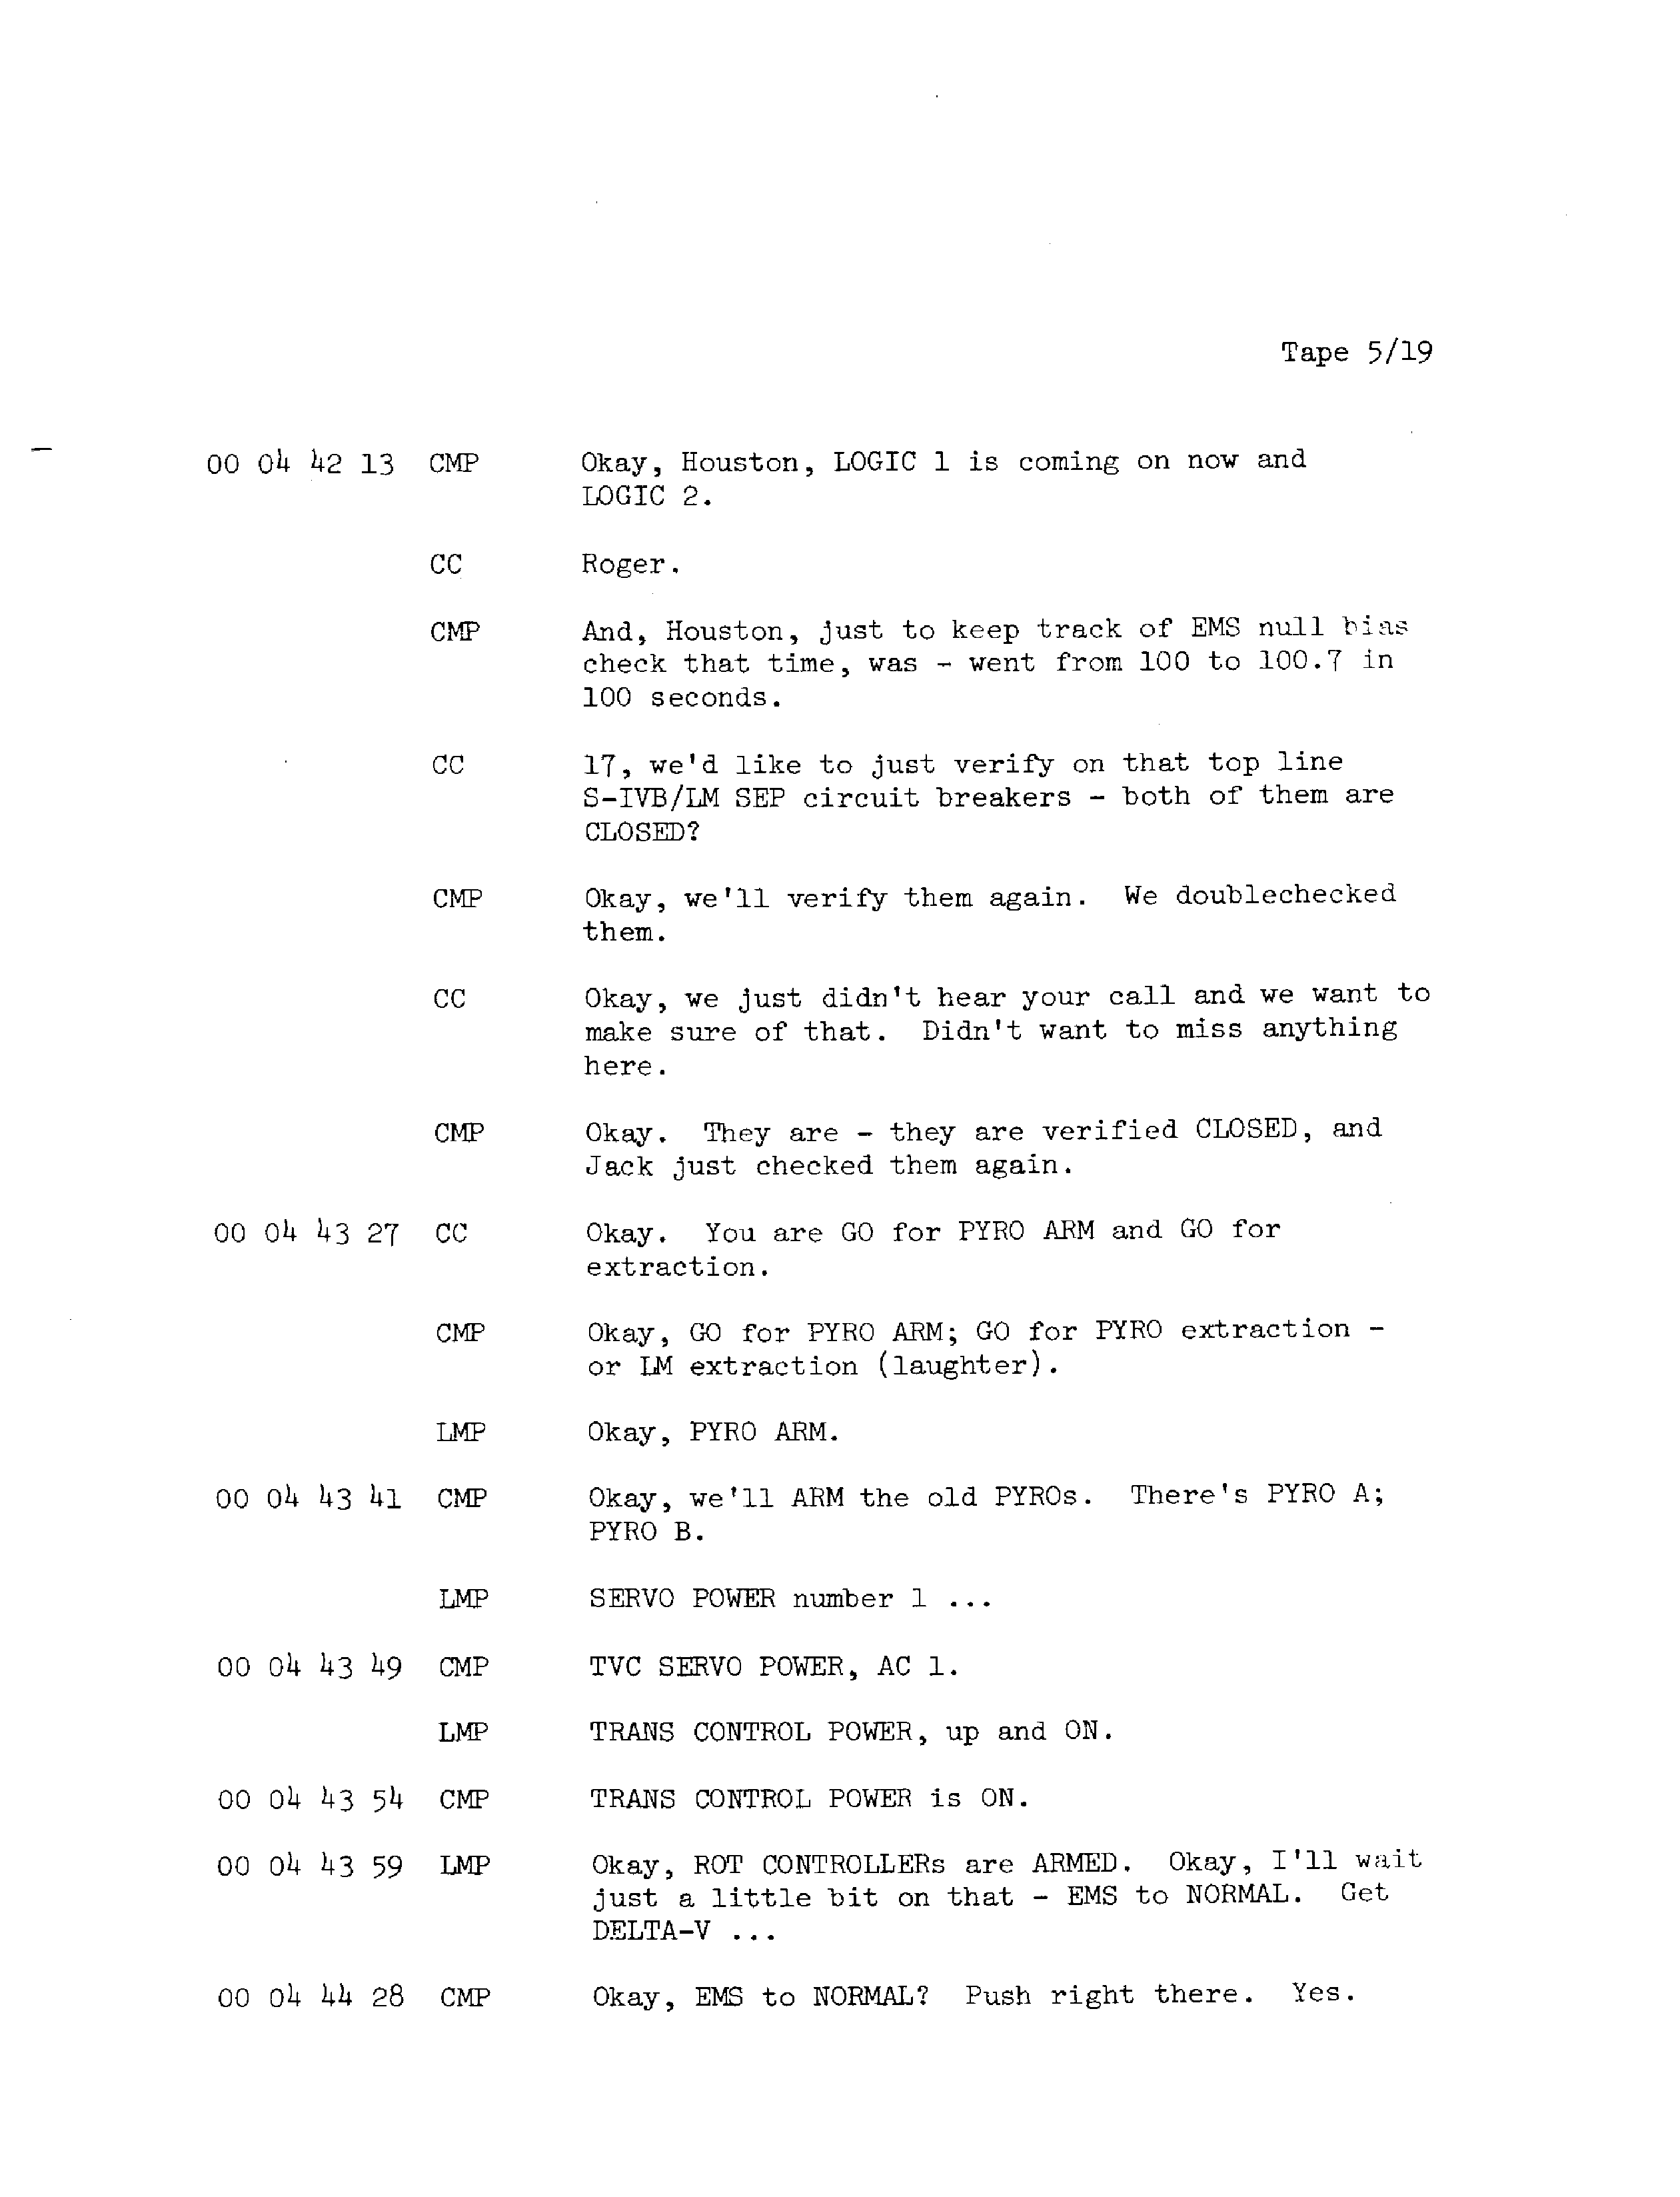 Tape 5/19
00 04 42 13 CMP Okay, Houston, LOGIC 1 is coming on now and
LOGIC 2.
CC Roger.
CMP And, Houston, just to keep track of EMS null bias
check that time, was - went from 100 to 100.7 in
100 seconds.
CC 17, we'd like to just verify on that top line
S-IVB/LM SEP circuit breakers - both of them are
CLOSED?
CMP Okay, we'll verify them again. We doublechecked
them.
CC Okay, we just didn't hear your call and we want to
make sure of that. Didn't want to miss anything
here.
CMP Okay. They are - they are verified CLOSED, and
Jack just checked them again.
00 04 43 27 CC Okay. You are GO for PYRO ARM and GO for
extraction.
CMP Okay, GO for PYRO ARM; GO for PYRO extraction -
or LM extraction (laughter).
LMP Okay, PYRO ARM.
00 04 43 41 CMP Okay, we'll ARM the old PYROs. There's PYRO A;
PYRO B.
LMP SERVO POWER number 1 ...
00 04 43 49 CMP TVC SERVO POWER, AC 1.
LMP TRANS CONTROL POWER, up and ON.
00 04 43 54 CMP TRANS CONTROL POWER is ON.
00 04 43 59 LMP Okay, ROT CONTROLLERs are ARMED. Okay, I'll wait
just a little bit on that - EMS to NORMAL. Get
DELTA-V ...
00 04 44 28 CMP Okay, EMS to NORMAL? Push right there. Yes.